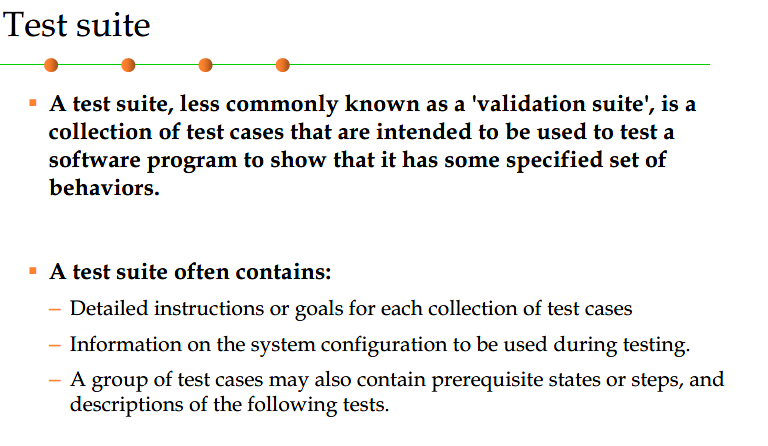 Test suite
A test suite, less commonly known as a 'validation suite', is a
collection of test cases that are intended to be used to test a
software program to show that it has some specified set of
behaviors.
A test suite often contains:
– Detailed instructions or goals for each collection of test cases
– Information on the system configuration to be used during testing.
– A group of test cases may also contain prerequisite states or steps, and
descriptions of the following tests.